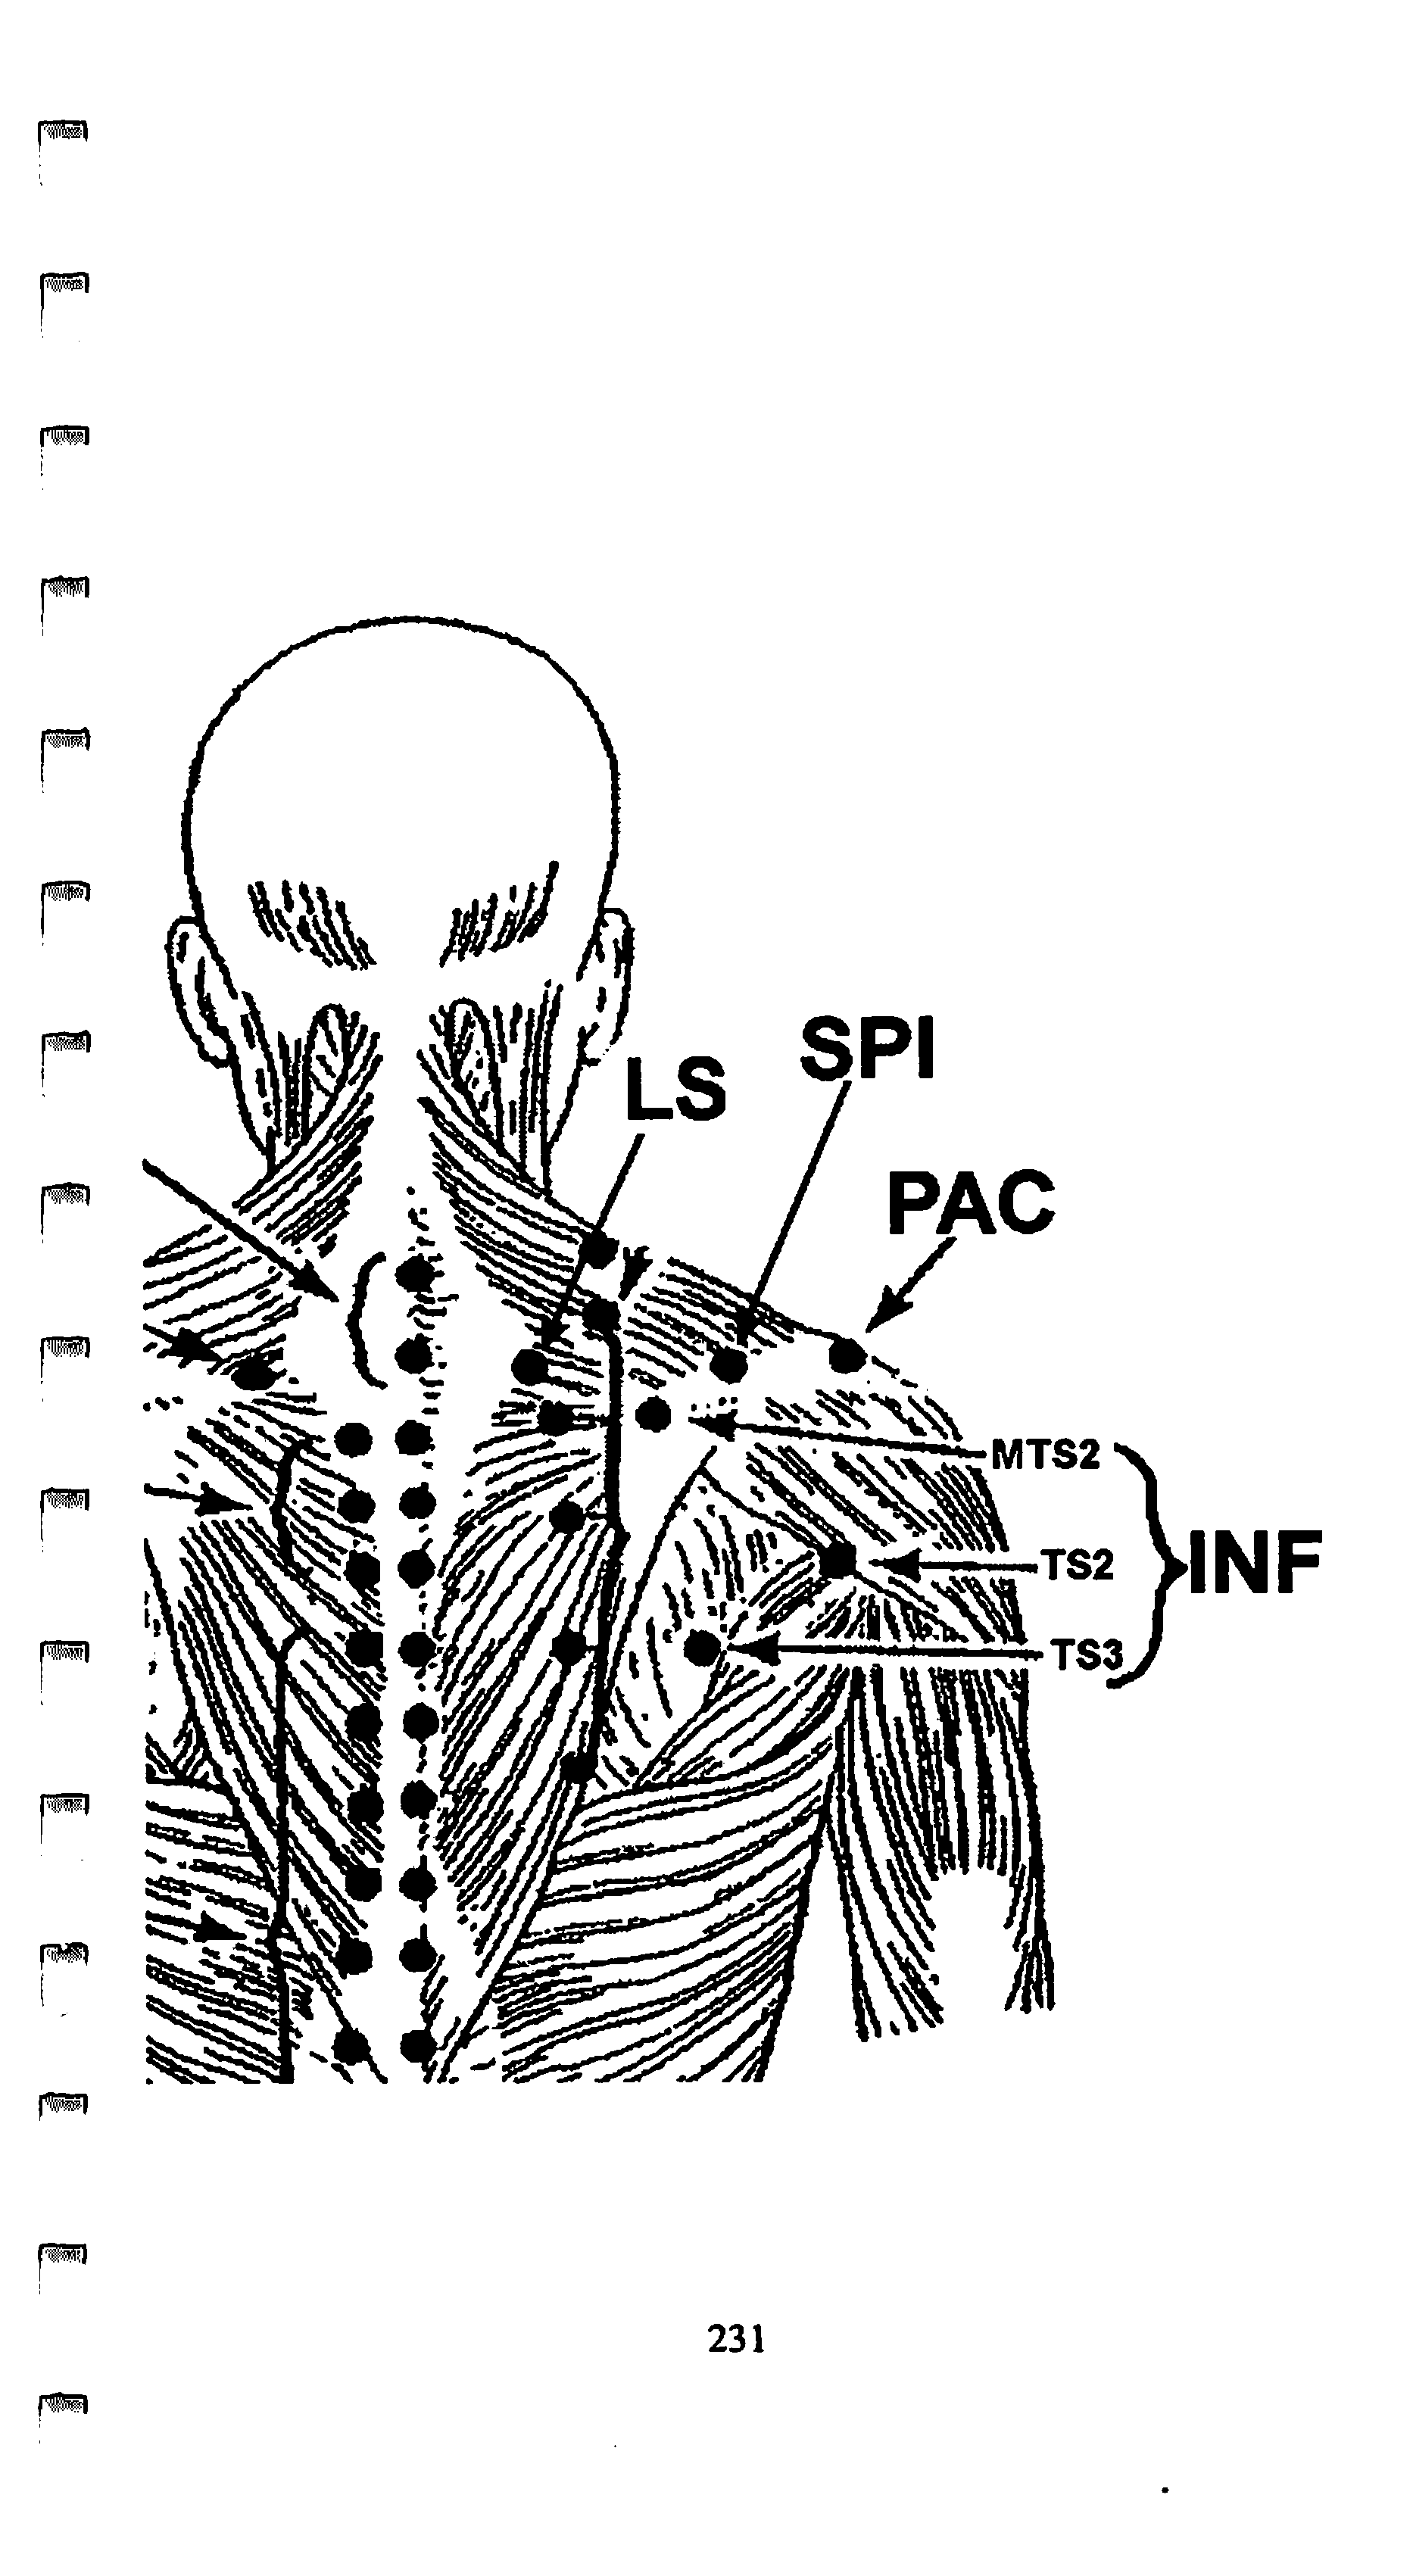 SPI
LS
PAC
MTS2
INF
TS2
TS3
231